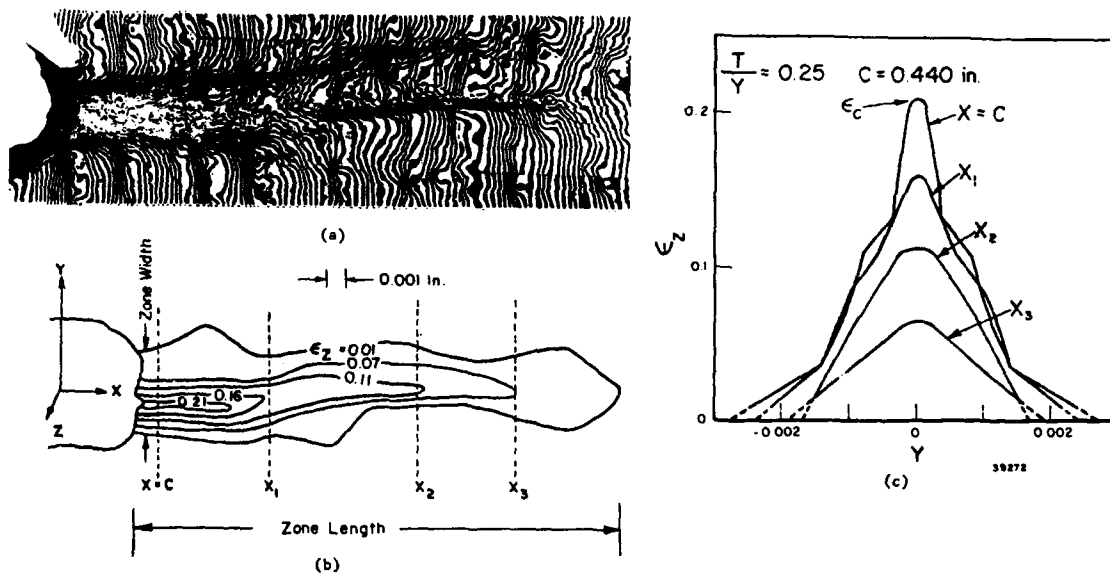 (a)
Y
Zone Width
0.001 in.
ϵz = 0.01
0.07
0.11
0.16
0.21
X
Z
X = C
X1
X2
X3
Zone Length
(b)
T/Y = 0.25 C = 0.440 in.
ϵc
X = C
X1
X2
X3
ϵz
0.2
0.1
0
-0.002 0 0.002
Y
39272
(c)